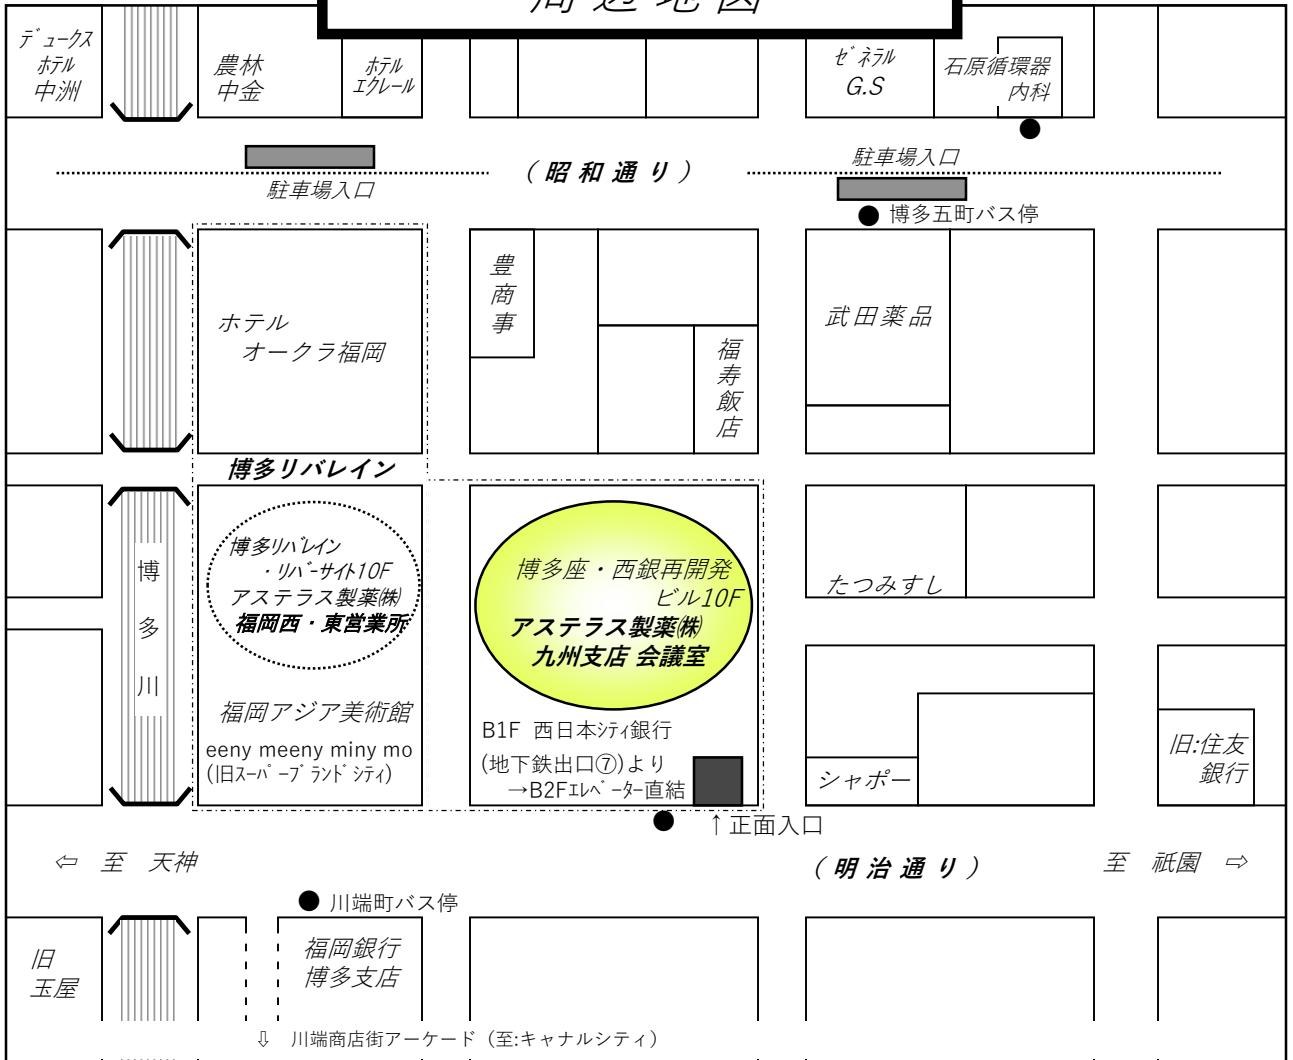 周辺地図
デュークス
ホテル
中洲
農林
中金
ホテル
エクレール
ゼネラル
G.S
石原循環器
内科
(昭和通り)
駐車場入口
駐車場入口
● 博多五町バス停
ホテル
オークラ福岡
豊
商
事
福
寿
飯
店
武田薬品
博多リバレイン
博多リバレイン
・リバーサイト10F
アステラス製薬㈱
福岡西・東営業所
博多座・西銀再開発
ビル10F
アステラス製薬㈱
九州支店 会議室
たつみすし
博
多
川
福岡アジア美術館
eeny meeny miny mo
(旧スーパーブランドシティ)
B1F 西日本シティ銀行
(地下鉄出口⑦)より
→B2Fエレベーター直結
シャポー
旧:住友
銀行
↑正面入口
⇦ 至 天神
(明治通り)
至 祇園 ⇨
● 川端町バス停
旧
玉屋
福岡銀行
博多支店
⇩ 川端商店街アーケード（至:キャナルシティ）